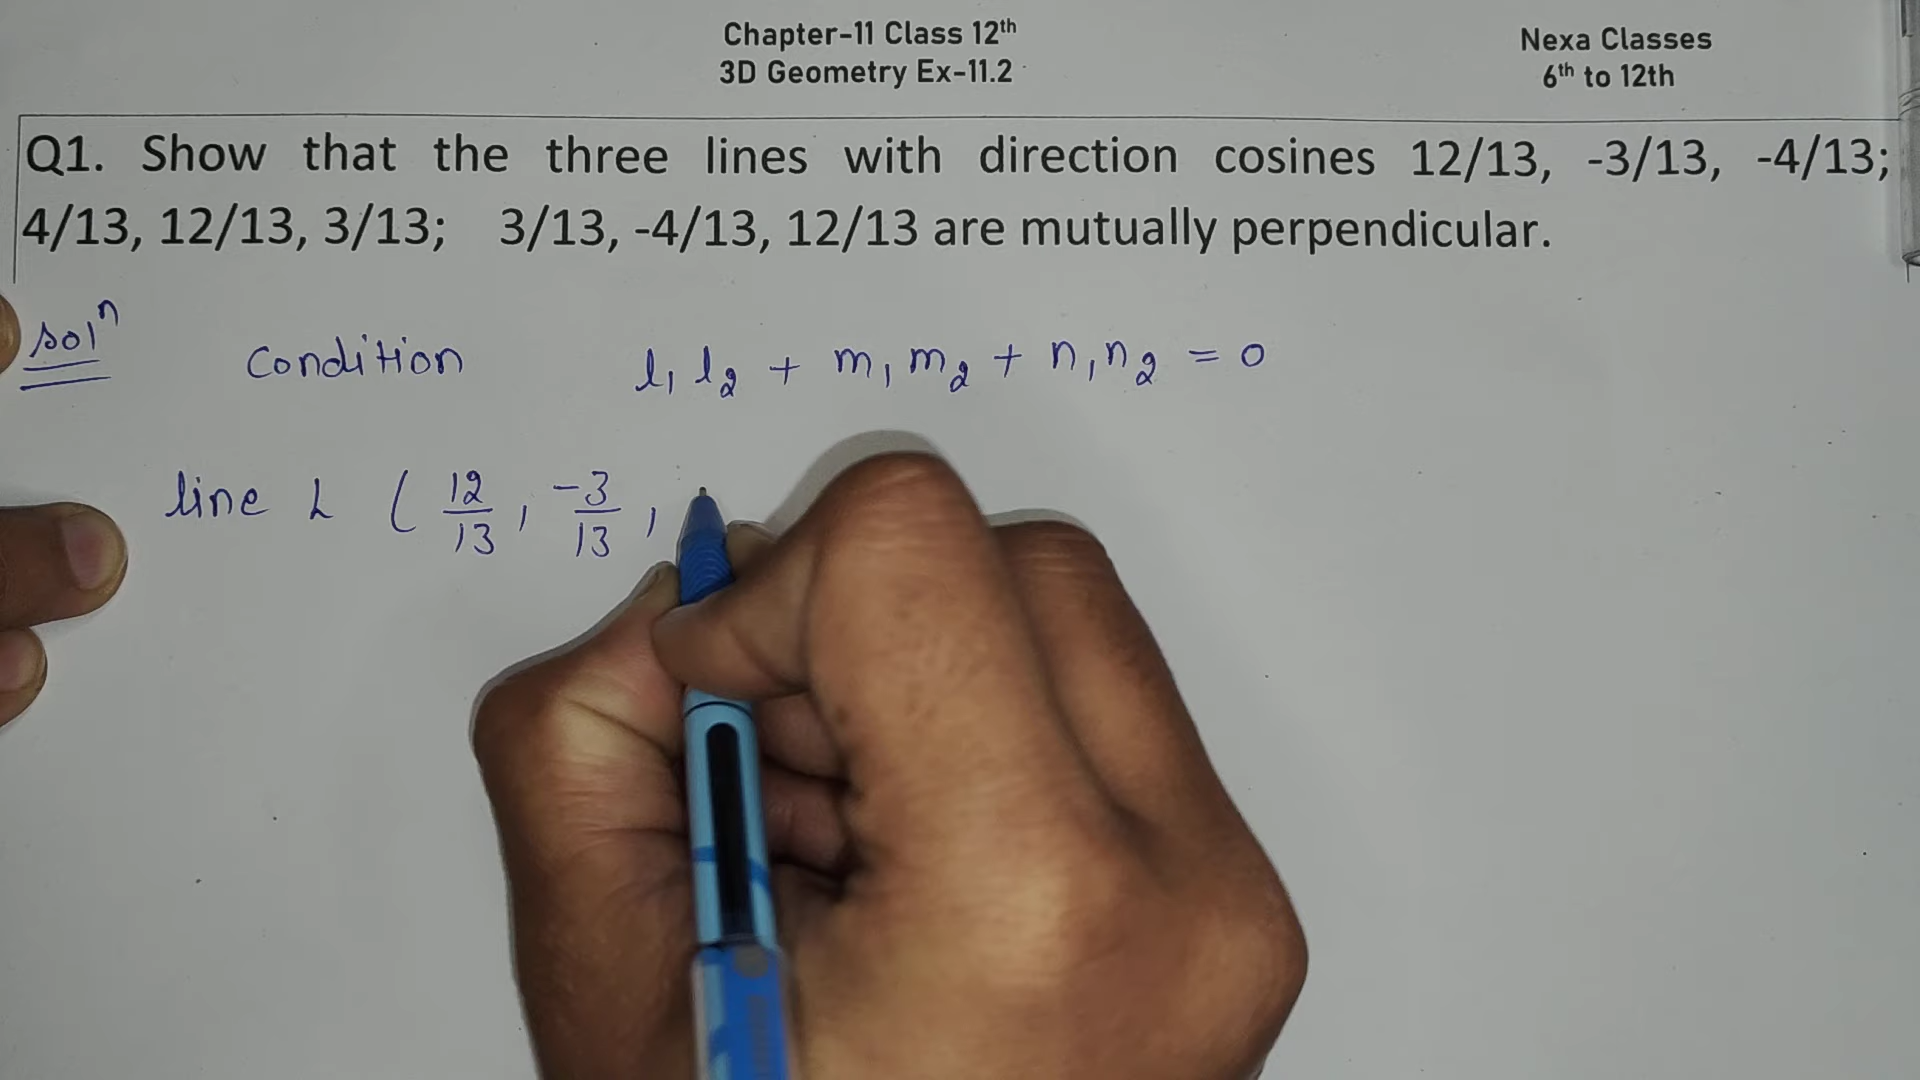 Chapter-11 Class 12th
3D Geometry Ex-11.2
Nexa Classes
6th to 12th
Q1. Show that the three lines with direction cosines 12/13, -3/13, -4/13;
4/13, 12/13, 3/13; 3/13, -4/13, 12/13 are mutually perpendicular.
solⁿ condition l₁ l₂ + m₁ m₂ + n₁ n₂ = 0
line L ( 12/13 , -3/13 ,